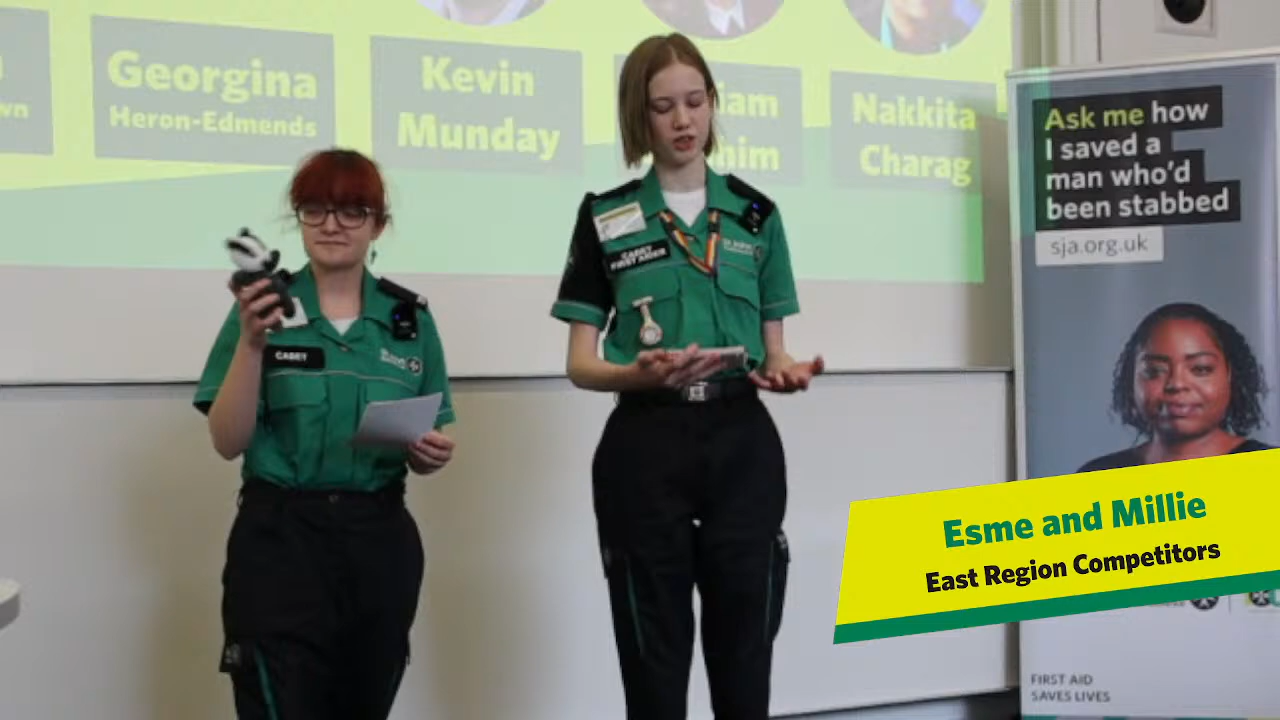 Georgina
Heron-Edmends
Kevin
Munday
Nakkita
Charag
Ask me how
I saved a
man who'd
been stabbed
sja.org.uk
CADET
FIRST AIDER
CADET
Esme and Millie
East Region Competitors
FIRST AID
SAVES LIVES